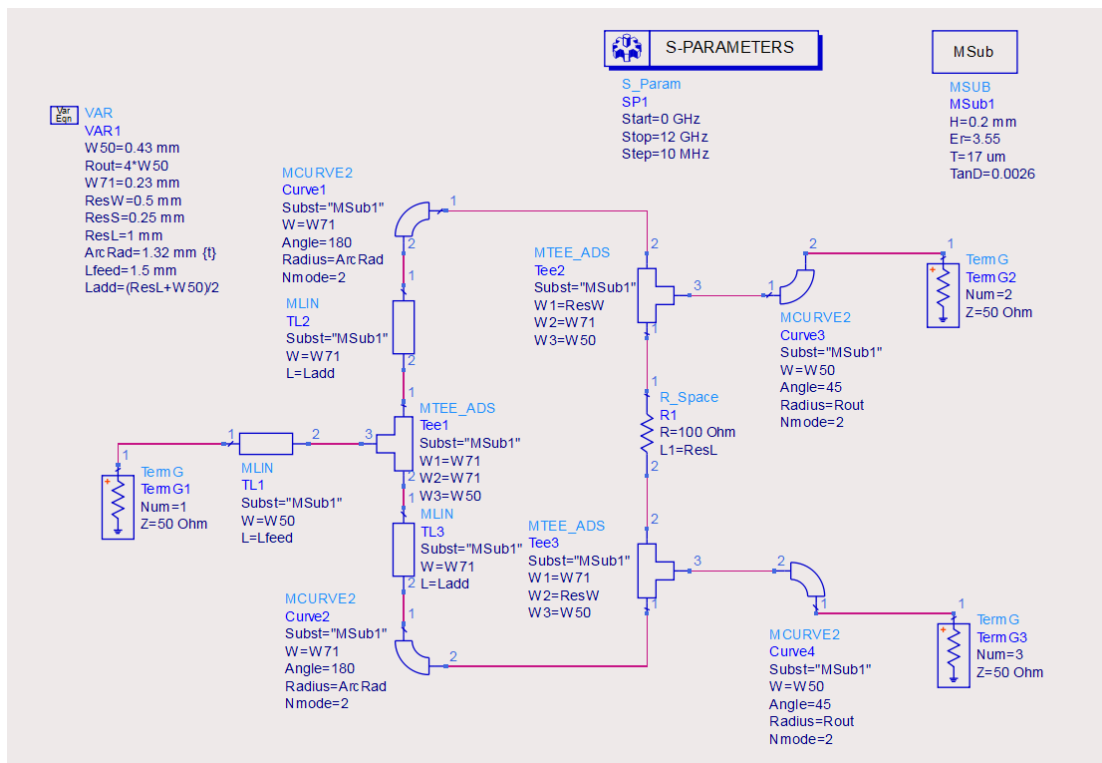 S-PARAMETERS
S_Param
SP1
Start=0 GHz
Stop=12 GHz
Step=10 MHz
MSub
MSUB
MSub1
H=0.2 mm
Er=3.55
T=17 um
TanD=0.0026
Var
Eqn
VAR
VAR1
W50=0.43 mm
Rout=4*W50
W71=0.23 mm
ResW=0.5 mm
ResS=0.25 mm
ResL=1 mm
ArcRad=1.32 mm {t}
Lfeed=1.5 mm
Ladd=(ResL+W50)/2
MCURVE2
Curve1
Subst="MSub1"
W=W71
Angle=180
Radius=ArcRad
Nmode=2
1
2
1
MLIN
TL2
Subst="MSub1"
W=W71
L=Ladd
2
1
MTEE_ADS
Tee1
Subst="MSub1"
W1=W71
W2=W71
W3=W50
3
2
1
TermG
TermG1
Num=1
Z=50 Ohm
1
2
MLIN
TL1
Subst="MSub1"
W=W50
L=Lfeed
1
MLIN
TL3
Subst="MSub1"
W=W71
L=Ladd
2
MCURVE2
Curve2
Subst="MSub1"
W=W71
Angle=180
Radius=ArcRad
Nmode=2
1
2
MTEE_ADS
Tee2
Subst="MSub1"
W1=ResW
W2=W71
W3=W50
2
3
1
1
R_Space
R1
R=100 Ohm
L1=ResL
2
MTEE_ADS
Tee3
Subst="MSub1"
W1=W71
W2=ResW
W3=W50
2
3
1
1
2
MCURVE2
Curve3
Subst="MSub1"
W=W50
Angle=45
Radius=Rout
Nmode=2
1
TermG
TermG2
Num=2
Z=50 Ohm
2
1
MCURVE2
Curve4
Subst="MSub1"
W=W50
Angle=45
Radius=Rout
Nmode=2
1
TermG
TermG3
Num=3
Z=50 Ohm